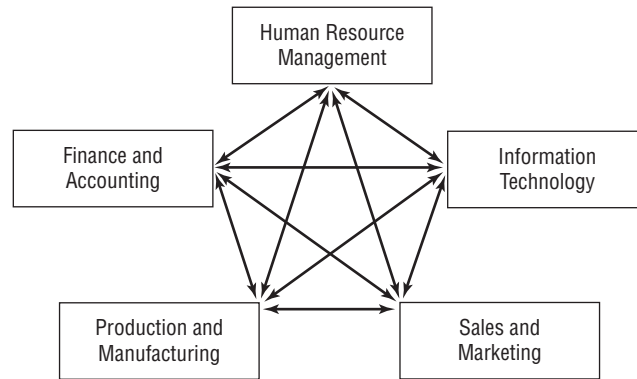 Human Resource
Management
Finance and
Accounting
Information
Technology
Production and
Manufacturing
Sales and
Marketing